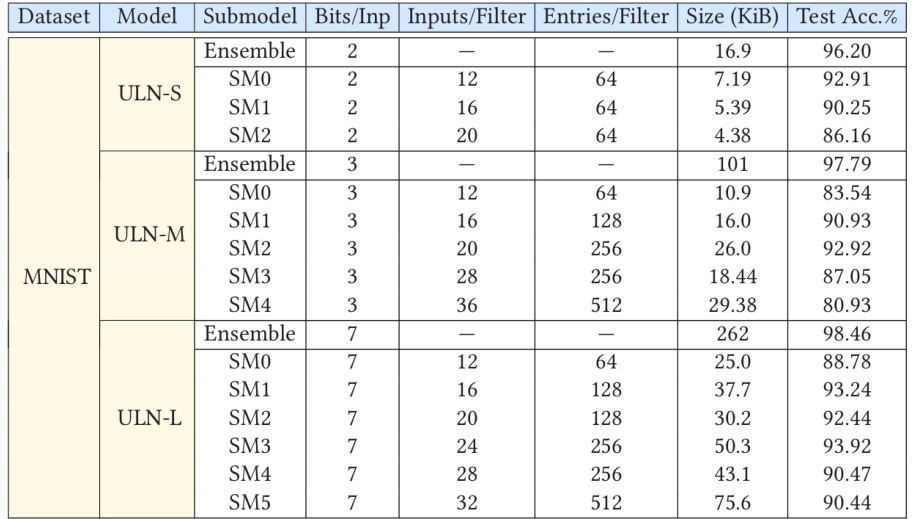 Dataset Model Submodel Bits/Inp Inputs/Filter Entries/Filter Size (KiB) Test Acc.%
Ensemble 2 — — 16.9 96.20
SM0 2 12 64 7.19 92.91
ULN-S
SM1 2 16 64 5.39 90.25
SM2 2 20 64 4.38 86.16
Ensemble 3 — — 101 97.79
SM0 3 12 64 10.9 83.54
SM1 3 16 128 16.0 90.93
ULN-M
SM2 3 20 256 26.0 92.92
MNIST SM3 3 28 256 18.44 87.05
SM4 3 36 512 29.38 80.93
Ensemble 7 — — 262 98.46
SM0 7 12 64 25.0 88.78
SM1 7 16 128 37.7 93.24
ULN-L SM2 7 20 128 30.2 92.44
SM3 7 24 256 50.3 93.92
SM4 7 28 256 43.1 90.47
SM5 7 32 512 75.6 90.44